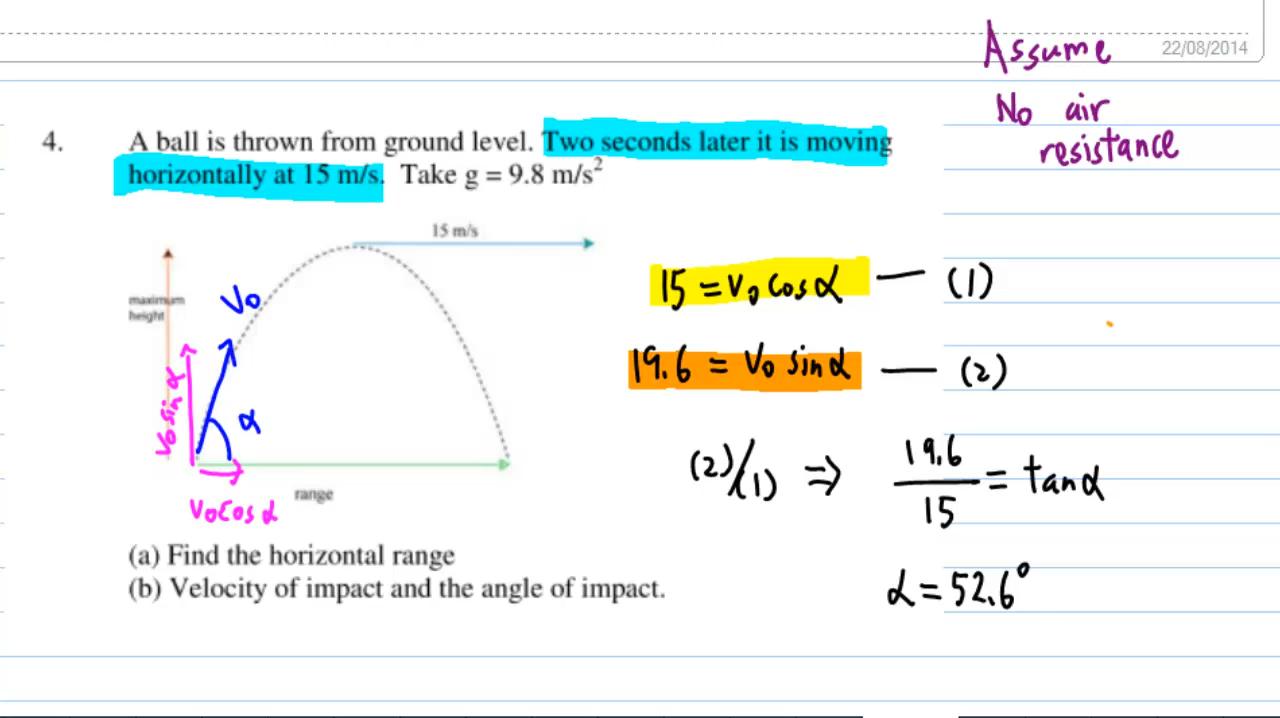 22/08/2014
Assume
No air
resistance
4. A ball is thrown from ground level. Two seconds later it is moving
horizontally at 15 m/s. Take g = 9.8 m/s²
15 m/s
maximum
height
V₀
V₀ sin α
α
V₀ cos α
range
15 = V₀ cos α — (1)
19.6 = V₀ sin α — (2)
(2)/(1) ⇒ 19.6/15 = tan α
α = 52.6°
(a) Find the horizontal range
(b) Velocity of impact and the angle of impact.